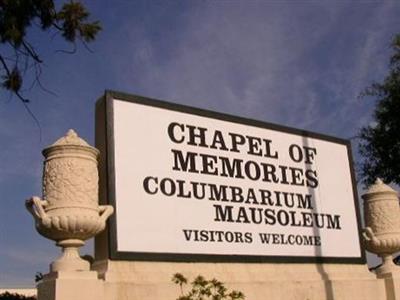 CHAPEL OF
MEMORIES
COLUMBARIUM
MAUSOLEUM
VISITORS WELCOME